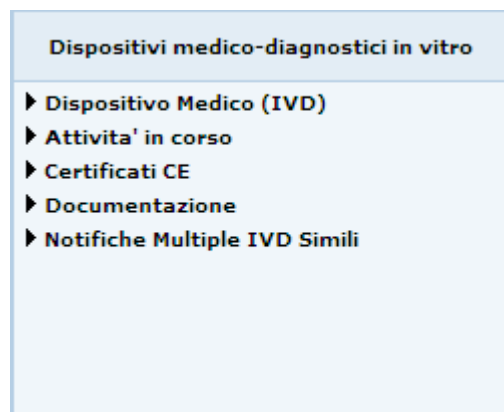 Dispositivi medico-diagnostici in vitro
Dispositivo Medico (IVD)
Attivita' in corso
Certificati CE
Documentazione
Notifiche Multiple IVD Simili